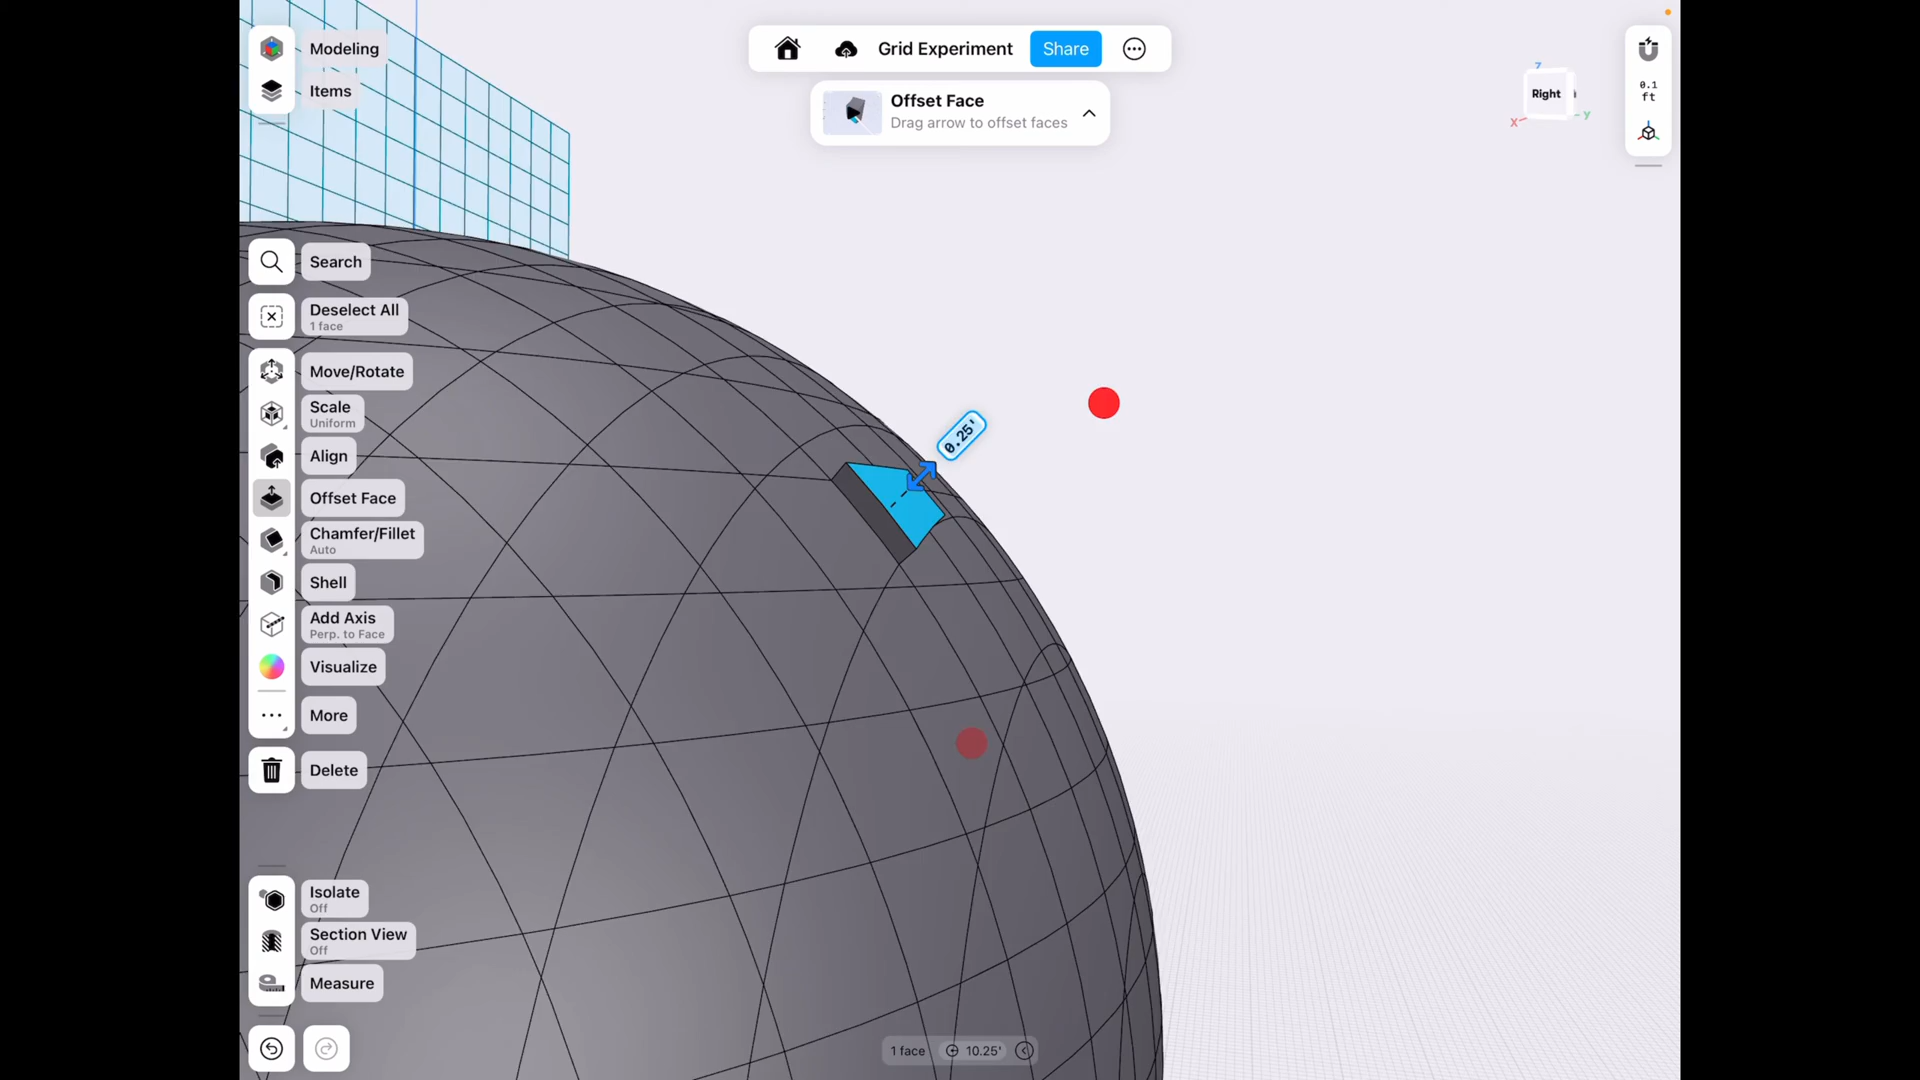 Modeling
Items
Grid Experiment
Share
Offset Face
Drag arrow to offset faces
0.1
ft
Z
Right
X
Y
Search
Deselect All
1 face
Move/Rotate
Scale
Uniform
Align
Offset Face
Chamfer/Fillet
Auto
Shell
Add Axis
Perp. to Face
Visualize
More
Delete
0.25'
Isolate
Off
Section View
Off
Measure
1 face
10.25'